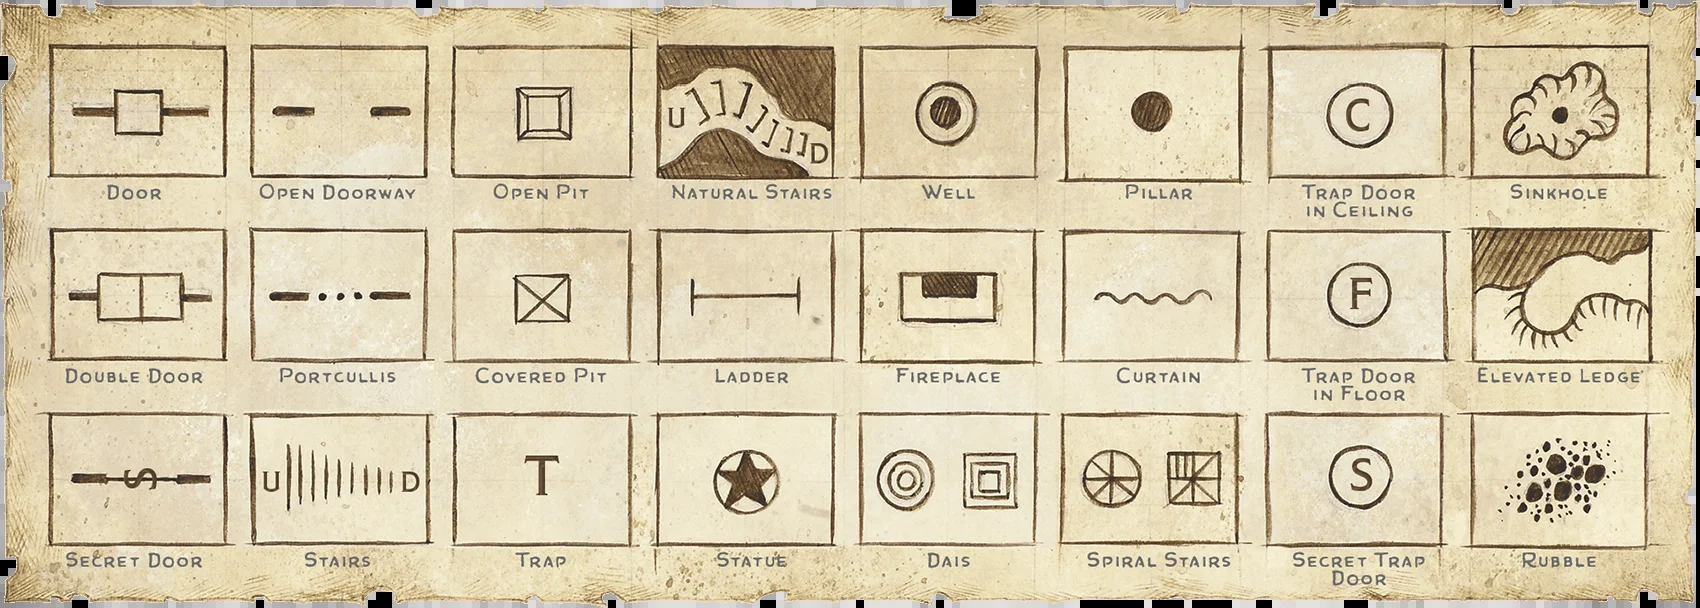 U
D
DOOR
OPEN DOORWAY
OPEN PIT
NATURAL STAIRS
WELL
PILLAR
C
TRAP DOOR
IN CEILING
SINKHOLE
DOUBLE DOOR
PORTCULLIS
COVERED PIT
LADDER
FIREPLACE
CURTAIN
F
TRAP DOOR
IN FLOOR
ELEVATED LEDGE
S
SECRET DOOR
U
D
STAIRS
T
TRAP
STATUE
DAIS
SPIRAL STAIRS
S
SECRET TRAP
DOOR
RUBBLE